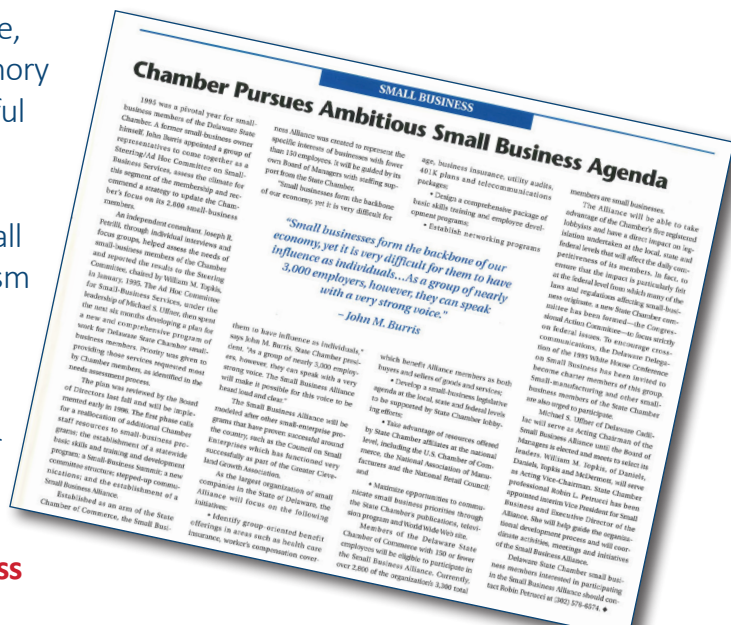 e,
nory
ful
all
sm
ss
SMALL BUSINESS
Chamber Pursues Ambitious Small Business Agenda
1995 was a pivotal year for small-
business members of the Delaware State
Chamber. A former small-business owner
himself, John Burris appointed a group of
representatives to come together as a
Steering/Ad Hoc Committee on Small-
Business Services, assess the climate for
this segment of the membership and rec-
ommend a strategy to update the Cham-
ber's focus on its 2,800 small-business
members.
An independent consultant, Joseph R.
Petrilli, through individual interviews and
focus groups, helped assess the needs of
small-business members of the Chamber
and reported the results to the Steering
Committee, chaired by William M. Topkis,
in January, 1995. The Ad Hoc Committee
for Small-Business Services, under the
leadership of Michael S. Uffner, then spent
the next six months developing a plan for
a new and comprehensive program of
work for Delaware State Chamber small-
business members. Priority was given to
providing those services requested most
by Chamber members, as identified in the
needs assessment process.
The plan was reviewed by the Board
of Directors last fall and will be imple-
mented early in 1996. The first phase calls
for a reallocation of additional Chamber
staff resources to small-business pro-
grams; the establishment of a statewide
basic skills and training and development
program; a Small-Business Summit; a new
committee structure; stepped-up commu-
nications; and the establishment of a
Small Business Alliance.
Established as an area of the State
Chamber of Commerce, the Small Busi-
ness Alliance was created to represent the
specific interests of businesses with fewer
than 150 employees. It will be guided by its
own Board of Managers with staffing sup-
port from the State Chamber.
"Small businesses form the backbone
of our economy, yet it is very difficult for
"Small businesses form the backbone of our
economy, yet it is very difficult for them to have
influence as individuals…As a group of nearly
3,000 employers, however, they can speak
with a very strong voice."
– John M. Burris
them to have influence as individuals,"
says John M. Burris, State Chamber presi-
dent. "As a group of nearly 3,000 employ-
ers, however, they can speak with a very
strong voice. The Small Business Alliance
will make it possible for this voice to be
heard loud and clear."
The Small Business Alliance will be
modeled after other small-enterprise pro-
grams that have proven successful around
the country, such as the Council on Small
Enterprises which has functioned very
successfully as part of the Greater Cleve-
land Growth Association.
As the largest organization of small
companies in the State of Delaware, the
Alliance will focus on the following
initiatives:
• Identify group-oriented benefit
offerings in areas such as health care
insurance, worker's compensation cover-
age, business insurance, utility audits,
401K plans and telecommunications
packages;
• Design a comprehensive package of
basic skills training and employee devel-
opment programs;
• Establish networking programs
which benefit Alliance members as both
buyers and sellers of goods and services;
• Develop a small-business legislative
agenda at the local, state and federal levels
to be supported by State Chamber lobby-
ing efforts;
• Take advantage of resources offered
by State Chamber affiliates at the national
level, including the U.S. Chamber of Com-
merce, the National Association of Manu-
facturers and the National Retail Council;
and
• Maximize opportunities to commu-
nicate small business priorities through
the State Chamber's publications, televi-
sion program and World Wide Web site.
Members of the Delaware State
Chamber of Commerce with 150 or fewer
employees will be eligible to participate in
the Small Business Alliance. Currently,
over 2,800 of the organization's 3,300 total
members are small businesses.
The Alliance will be able to take
advantage of the Chamber's five registered
lobbyists and have a direct impact on leg-
islation undertaken at the local, state and
federal levels that will affect the daily com-
petitiveness of its members. In fact, to
ensure that the impact is particularly felt
at the federal level from which many of the
laws and regulations affecting small-busi-
ness originate, a new State Chamber com-
mittee has been formed—the Congres-
sional Action Committee—to focus strictly
on federal issues. To encourage cross-
communications, the Delaware Delega-
tion of the 1995 White House Conference
on Small Business has been invited to
become charter members of this group.
Small-manufacturing and other small-
business members of the State Chamber
are also urged to participate.
Michael S. Uffner of Delaware Cadil-
lac will serve as Acting Chairman of the
Small Business Alliance until the Board of
Managers is elected and meets to select its
leaders. William M. Topkis, of Daniels,
Daniels, Topkis and McDermott, will serve
as Acting Vice-Chairman. State Chamber
professional Robin L. Petrucci has been
appointed interim Vice President for Small
Business and Executive Director of the
Alliance. She will help guide the organiza-
tional development process and will coor-
dinate activities, meetings and initiatives
of the Small Business Alliance.
Delaware State Chamber small busi-
ness members interested in participating
in the Small Business Alliance should con-
tact Robin Petrucci at (302) 576-6574. ◆